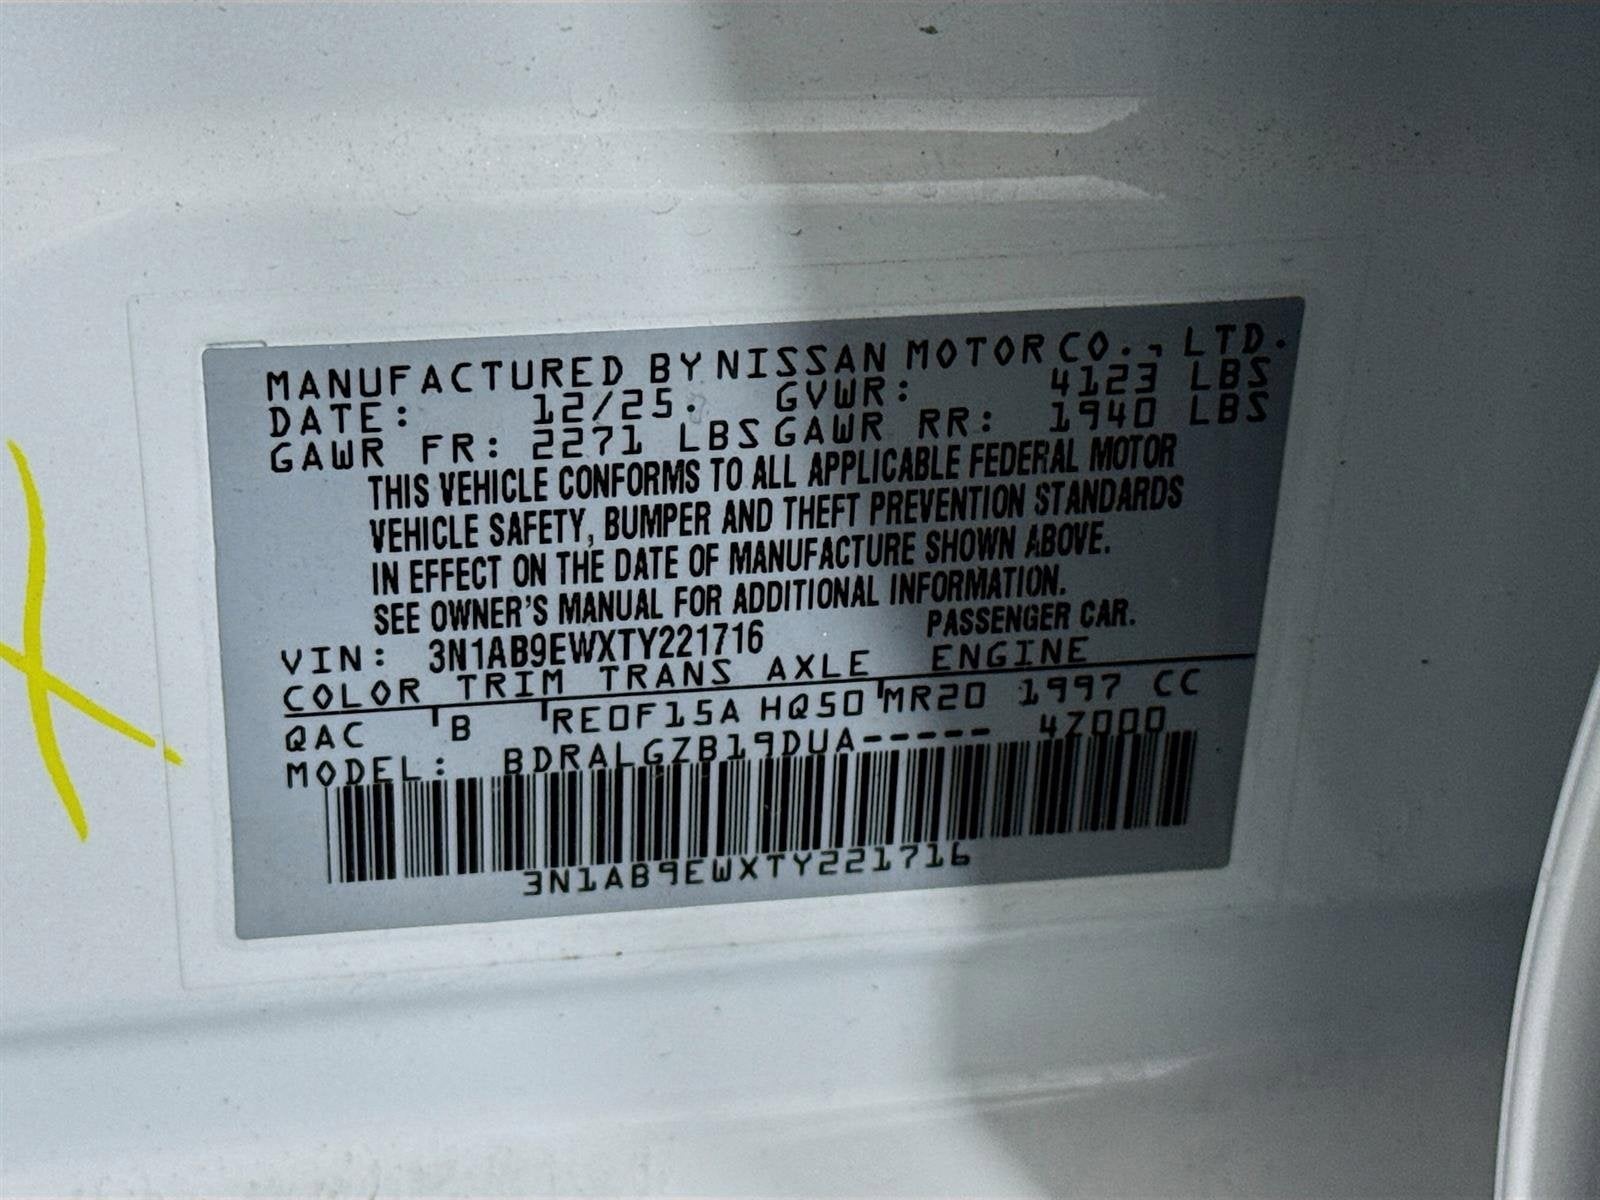 MANUFACTURED BY NISSAN MOTOR CO., LTD.
DATE: 12/25. GVWR: 4123 LBS
GAWR FR: 2271 LBS GAWR RR: 1940 LBS
THIS VEHICLE CONFORMS TO ALL APPLICABLE FEDERAL MOTOR
VEHICLE SAFETY, BUMPER AND THEFT PREVENTION STANDARDS
IN EFFECT ON THE DATE OF MANUFACTURE SHOWN ABOVE.
SEE OWNER'S MANUAL FOR ADDITIONAL INFORMATION.
VIN: 3N1AB9EWXTY221716 PASSENGER CAR.
COLOR TRIM TRANS AXLE ENGINE
QAC B RE0F15A HQ50 MR20 1997 CC
MODEL: BDRALGZB19DUA----- 4Z000
3N1AB9EWXTY221716